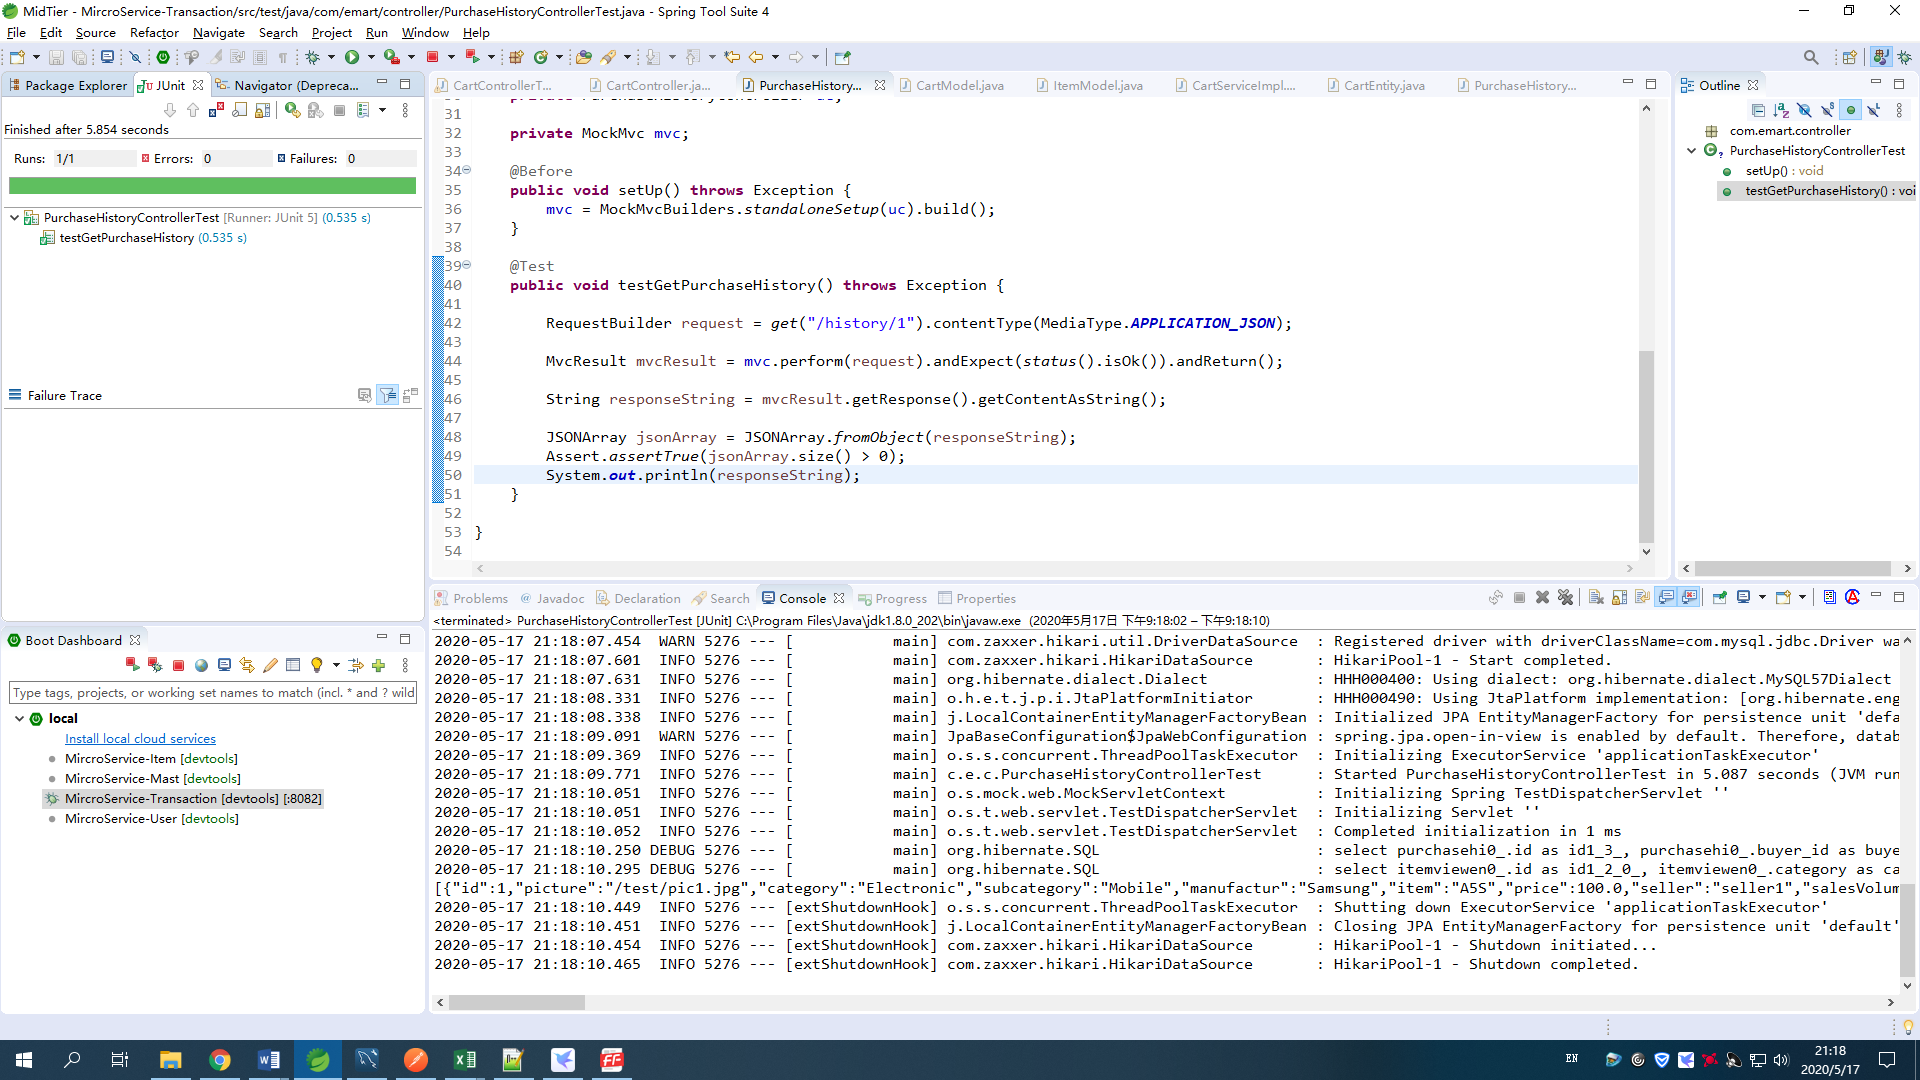 MidTier - MircroService-Transaction/src/test/java/com/emart/controller/PurchaseHistoryControllerTest.java - Spring Tool Suite 4
File Edit Source Refactor Navigate Search Project Run Window Help
Package Explorer JUnit Navigator (Depreca...
Finished after 5.854 seconds
Runs: 1/1 Errors: 0 Failures: 0
PurchaseHistoryControllerTest [Runner: JUnit 5] (0.535 s)
testGetPurchaseHistory (0.535 s)
Failure Trace
CartControllerT... CartController.ja... PurchaseHistory... CartModel.java ItemModel.java CartServiceImpl.... CartEntity.java PurchaseHistory...
31
32 private MockMvc mvc;
33
34 @Before
35 public void setUp() throws Exception {
36 mvc = MockMvcBuilders.standaloneSetup(uc).build();
37 }
38
39 @Test
40 public void testGetPurchaseHistory() throws Exception {
41
42 RequestBuilder request = get("/history/1").contentType(MediaType.APPLICATION_JSON);
43
44 MvcResult mvcResult = mvc.perform(request).andExpect(status().isOk()).andReturn();
45
46 String responseString = mvcResult.getResponse().getContentAsString();
47
48 JSONArray jsonArray = JSONArray.fromObject(responseString);
49 Assert.assertTrue(jsonArray.size() > 0);
50 System.out.println(responseString);
51 }
52
53 }
54
Outline
com.emart.controller
PurchaseHistoryControllerTest
setUp() : void
testGetPurchaseHistory() : voi
Boot Dashboard
Type tags, projects, or working set names to match (incl. * and ? wild
local
Install local cloud services
MircroService-Item [devtools]
MircroService-Mast [devtools]
MircroService-Transaction [devtools] [:8082]
MircroService-User [devtools]
Problems Javadoc Declaration Search Console Progress Properties
<terminated> PurchaseHistoryControllerTest [JUnit] C:\Program Files\Java\jdk1.8.0_202\bin\javaw.exe (2020年5月17日 下午9:18:02 – 下午9:18:10)
2020-05-17 21:18:07.454 WARN 5276 --- [ main] com.zaxxer.hikari.util.DriverDataSource : Registered driver with driverClassName=com.mysql.jdbc.Driver wa
2020-05-17 21:18:07.601 INFO 5276 --- [ main] com.zaxxer.hikari.HikariDataSource : HikariPool-1 - Start completed.
2020-05-17 21:18:07.631 INFO 5276 --- [ main] org.hibernate.dialect.Dialect : HHH000400: Using dialect: org.hibernate.dialect.MySQL57Dialect
2020-05-17 21:18:08.331 INFO 5276 --- [ main] o.h.e.t.j.p.i.JtaPlatformInitiator : HHH000490: Using JtaPlatform implementation: [org.hibernate.eng
2020-05-17 21:18:08.338 INFO 5276 --- [ main] j.LocalContainerEntityManagerFactoryBean : Initialized JPA EntityManagerFactory for persistence unit 'defa
2020-05-17 21:18:09.091 WARN 5276 --- [ main] JpaBaseConfiguration$JpaWebConfiguration : spring.jpa.open-in-view is enabled by default. Therefore, datab
2020-05-17 21:18:09.369 INFO 5276 --- [ main] o.s.s.concurrent.ThreadPoolTaskExecutor : Initializing ExecutorService 'applicationTaskExecutor'
2020-05-17 21:18:09.771 INFO 5276 --- [ main] c.e.c.PurchaseHistoryControllerTest : Started PurchaseHistoryControllerTest in 5.087 seconds (JVM run
2020-05-17 21:18:10.051 INFO 5276 --- [ main] o.s.mock.web.MockServletContext : Initializing Spring TestDispatcherServlet ''
2020-05-17 21:18:10.051 INFO 5276 --- [ main] o.s.t.web.servlet.TestDispatcherServlet : Initializing Servlet ''
2020-05-17 21:18:10.052 INFO 5276 --- [ main] o.s.t.web.servlet.TestDispatcherServlet : Completed initialization in 1 ms
2020-05-17 21:18:10.250 DEBUG 5276 --- [ main] org.hibernate.SQL : select purchasehi0_.id as id1_3_, purchasehi0_.buyer_id as buye
2020-05-17 21:18:10.295 DEBUG 5276 --- [ main] org.hibernate.SQL : select itemviewen0_.id as id1_2_0_, itemviewen0_.category as ca
[{"id":1,"picture":"/test/pic1.jpg","category":"Electronic","subcategory":"Mobile","manufactur":"Samsung","item":"A5S","price":100.0,"seller":"seller1","salesVolum
2020-05-17 21:18:10.449 INFO 5276 --- [extShutdownHook] o.s.s.concurrent.ThreadPoolTaskExecutor : Shutting down ExecutorService 'applicationTaskExecutor'
2020-05-17 21:18:10.451 INFO 5276 --- [extShutdownHook] j.LocalContainerEntityManagerFactoryBean : Closing JPA EntityManagerFactory for persistence unit 'default'
2020-05-17 21:18:10.454 INFO 5276 --- [extShutdownHook] com.zaxxer.hikari.HikariDataSource : HikariPool-1 - Shutdown initiated...
2020-05-17 21:18:10.465 INFO 5276 --- [extShutdownHook] com.zaxxer.hikari.HikariDataSource : HikariPool-1 - Shutdown completed.
EN
21:18
2020/5/17